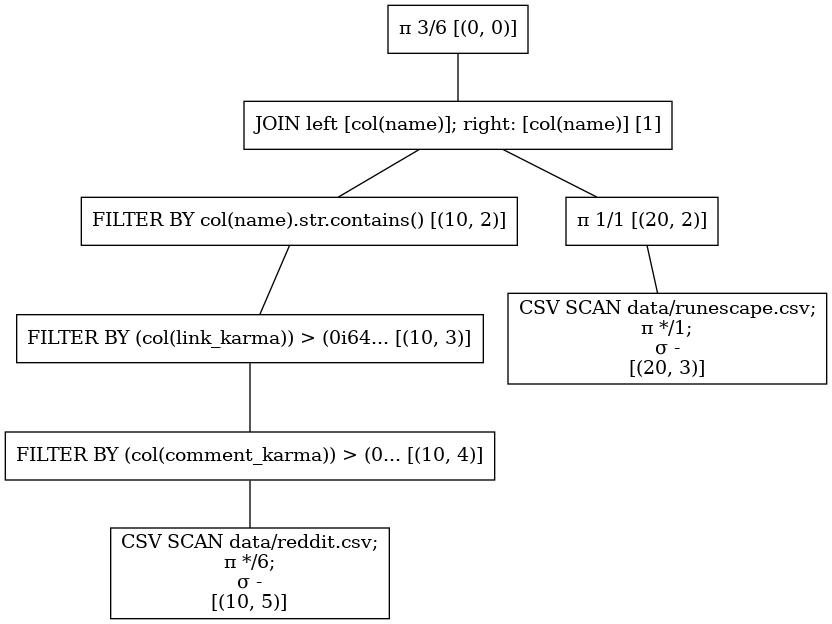 π 3/6 [(0, 0)]
JOIN left [col(name)]; right: [col(name)] [1]
FILTER BY col(name).str.contains() [(10, 2)]
π 1/1 [(20, 2)]
FILTER BY (col(link_karma)) > (0i64... [(10, 3)]
CSV SCAN data/runescape.csv;
π */1;
σ -
[(20, 3)]
FILTER BY (col(comment_karma)) > (0... [(10, 4)]
CSV SCAN data/reddit.csv;
π */6;
σ -
[(10, 5)]